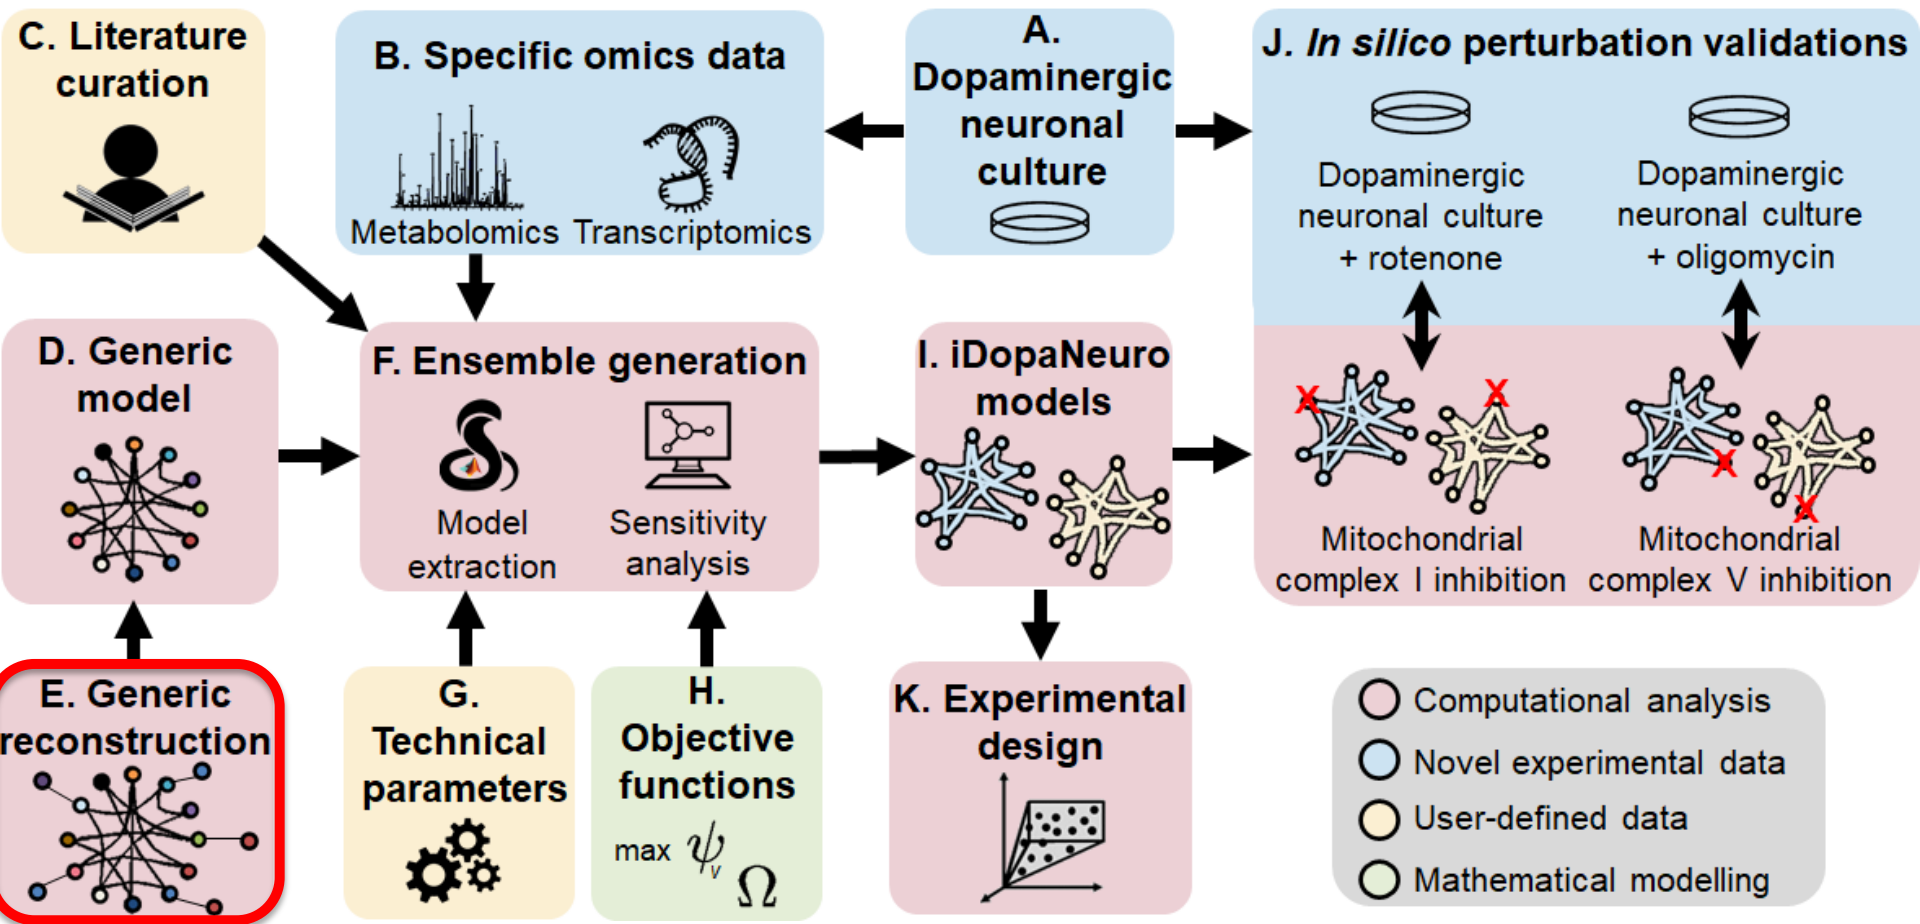 C. Literature
curation
B. Specific omics data
Metabolomics
Transcriptomics
A.
Dopaminergic
neuronal
culture
J. In silico perturbation validations
Dopaminergic
neuronal culture
+ rotenone
Dopaminergic
neuronal culture
+ oligomycin
Mitochondrial
complex I inhibition
Mitochondrial
complex V inhibition
D. Generic
model
F. Ensemble generation
Model
extraction
Sensitivity
analysis
I. iDopaNeuro
models
E. Generic
reconstruction
G.
Technical
parameters
H.
Objective
functions
max ψv
Ω
K. Experimental
design
Computational analysis
Novel experimental data
User-defined data
Mathematical modelling